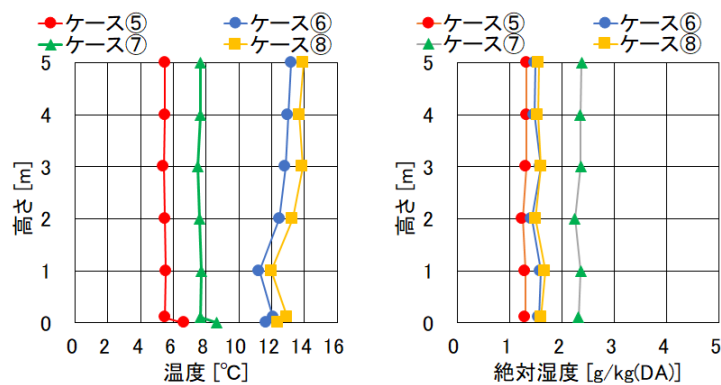 ケース⑤ ケース⑥
ケース⑦ ケース⑧
5
4
3
2
1
0
高さ [m]
0 2 4 6 8 10 12 14 16
温度 [℃]
ケース⑤ ケース⑥
ケース⑦ ケース⑧
5
4
3
2
1
0
高さ [m]
0 1 2 3 4 5
絶対湿度 [g/kg(DA)]